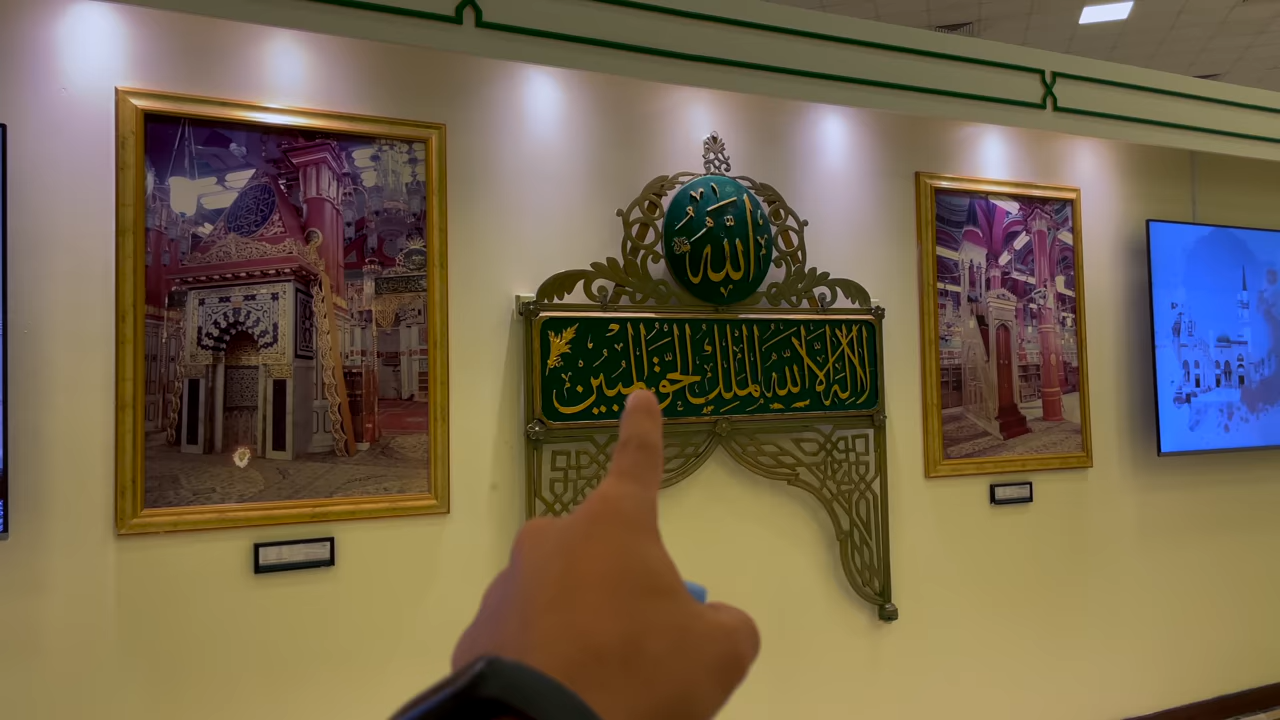 الله
لا إله إلا الله الملك الحق المبين